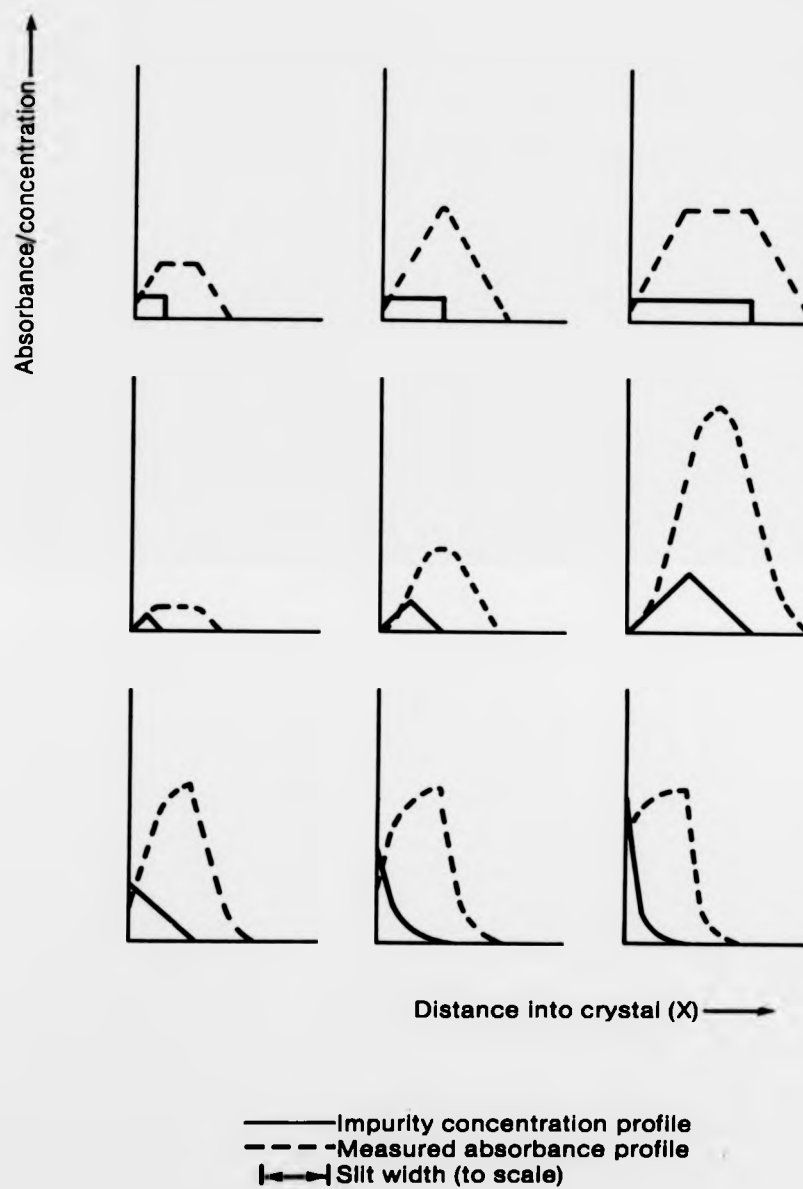 Absorbance/concentration
Distance into crystal (X)
Impurity concentration profile
Measured absorbance profile
Slit width (to scale)